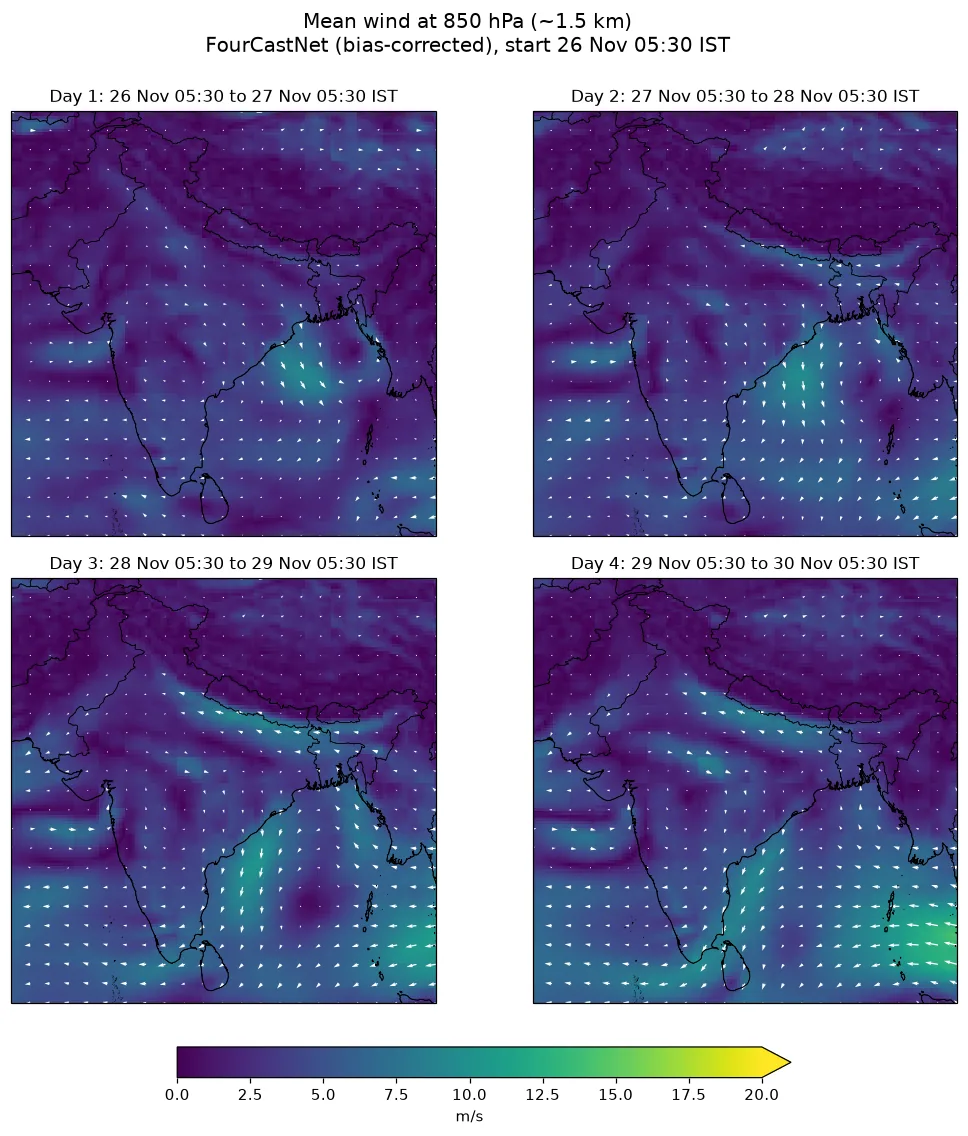 Mean wind at 850 hPa (~1.5 km)
FourCastNet (bias-corrected), start 26 Nov 05:30 IST
Day 1: 26 Nov 05:30 to 27 Nov 05:30 IST
Day 2: 27 Nov 05:30 to 28 Nov 05:30 IST
Day 3: 28 Nov 05:30 to 29 Nov 05:30 IST
Day 4: 29 Nov 05:30 to 30 Nov 05:30 IST
0.0 2.5 5.0 7.5 10.0 12.5 15.0 17.5 20.0
m/s